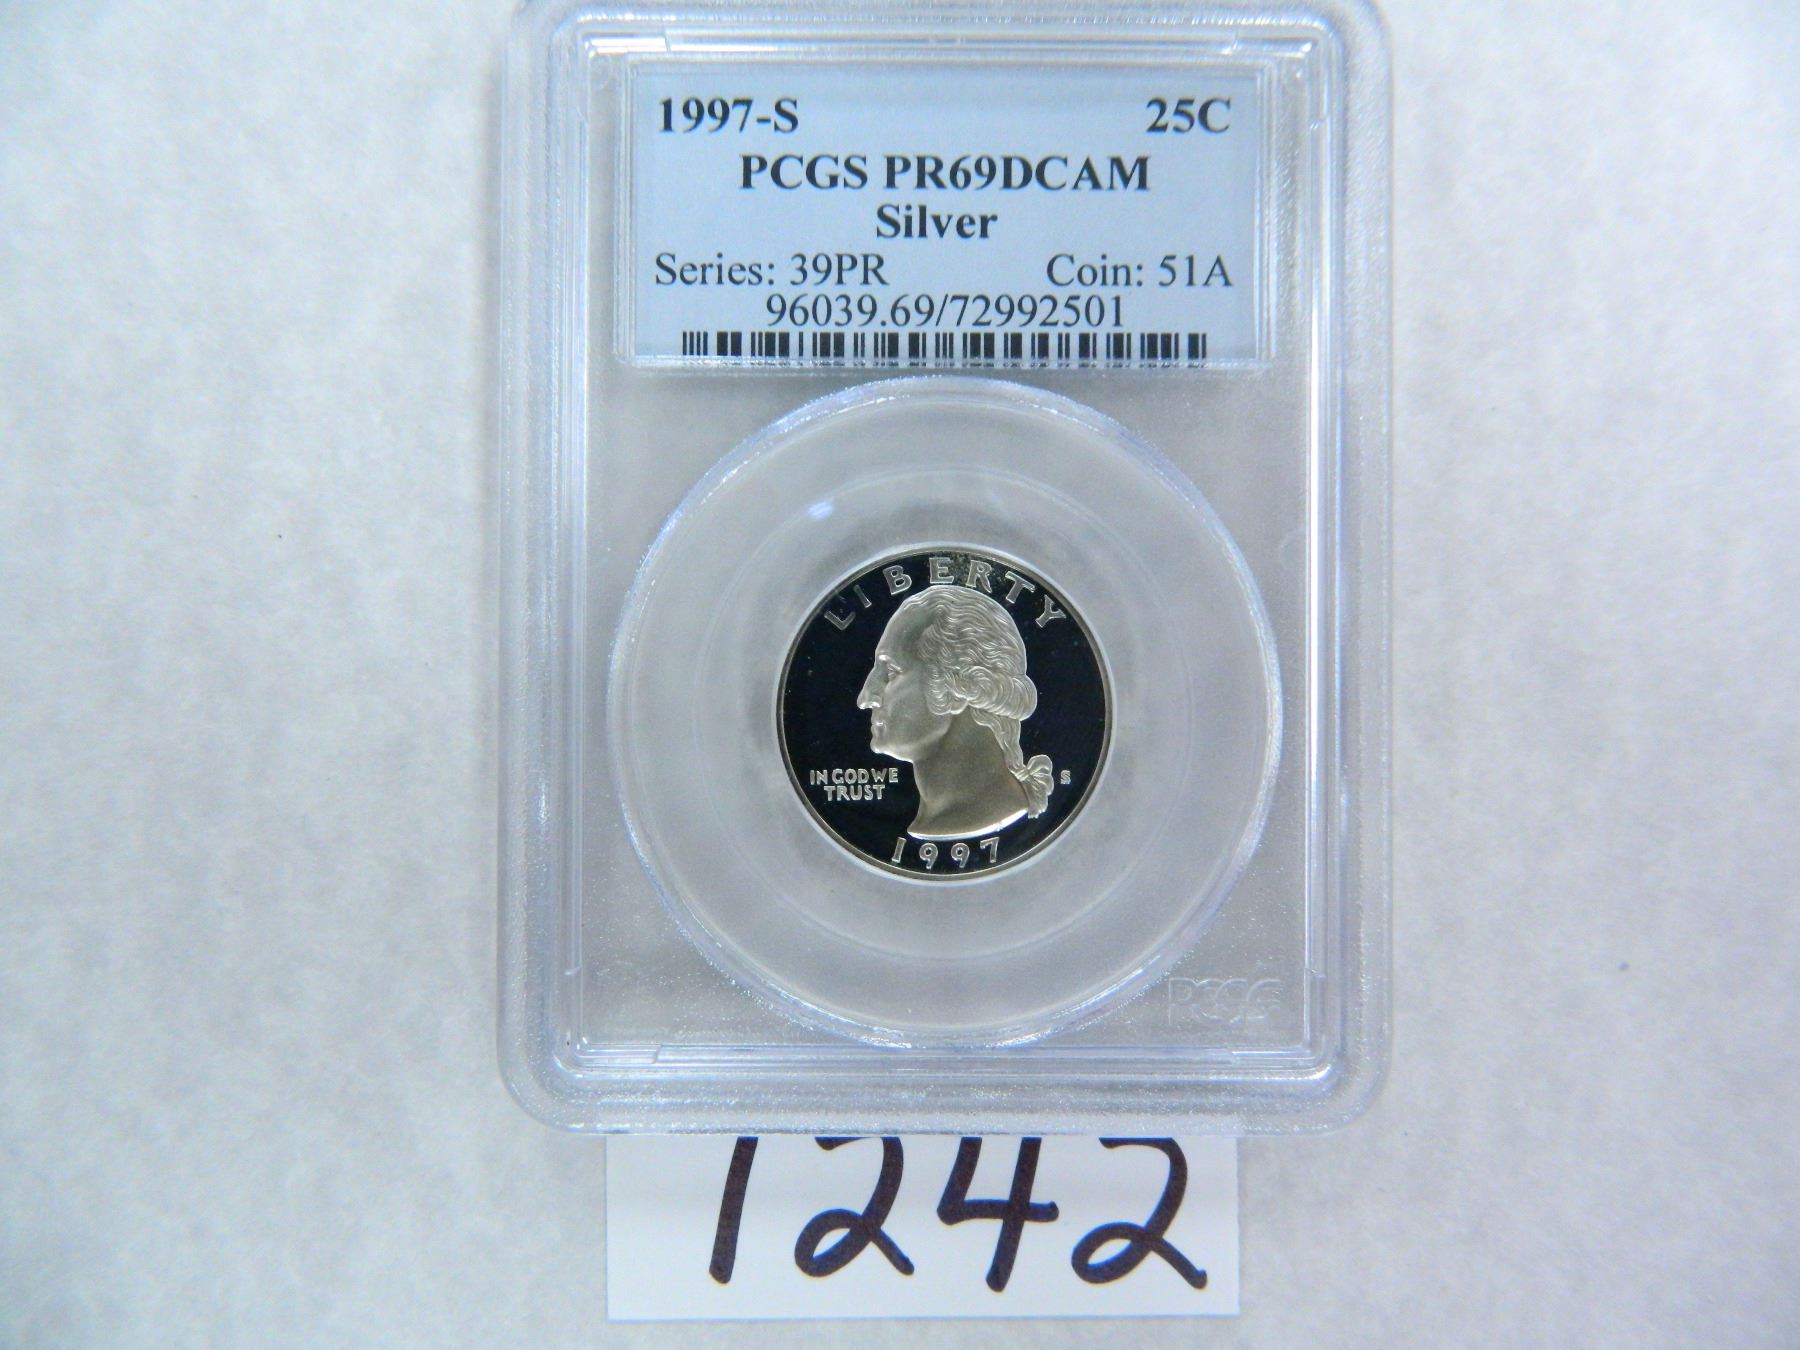 1997-S 25C
PCGS PR69DCAM
Silver
Series: 39PR Coin: 51A
96039.69/72992501
LIBERTY
IN GOD WE
TRUST
S
1997
PCGS
1242